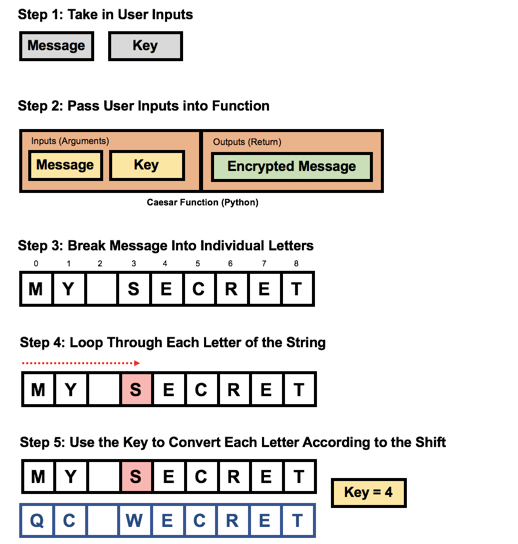 Step 1: Take in User Inputs
Message Key
Step 2: Pass User Inputs into Function
Inputs (Arguments) Outputs (Return)
Message Key Encrypted Message
Caesar Function (Python)
Step 3: Break Message Into Individual Letters
0 1 2 3 4 5 6 7 8
M Y S E C R E T
Step 4: Loop Through Each Letter of the String
M Y S E C R E T
Step 5: Use the Key to Convert Each Letter According to the Shift
M Y S E C R E T
Key = 4
Q C W E C R E T